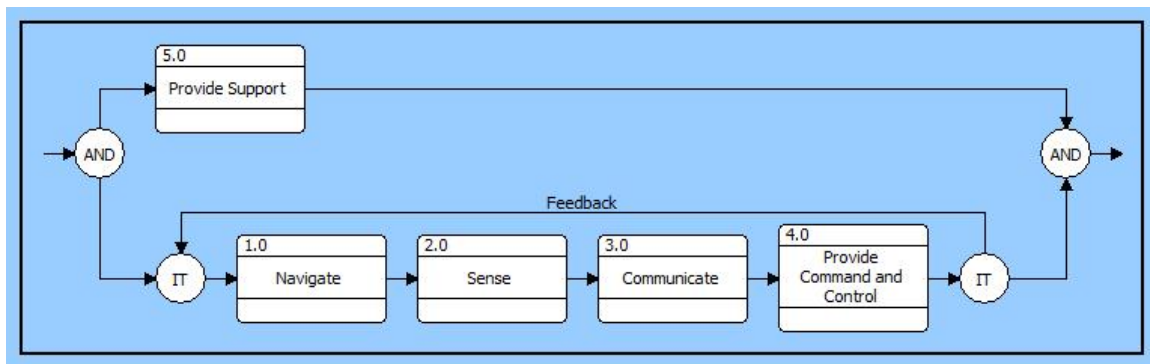 5.0
Provide Support
AND
AND
Feedback
IT
1.0
Navigate
2.0
Sense
3.0
Communicate
4.0
Provide
Command and
Control
IT